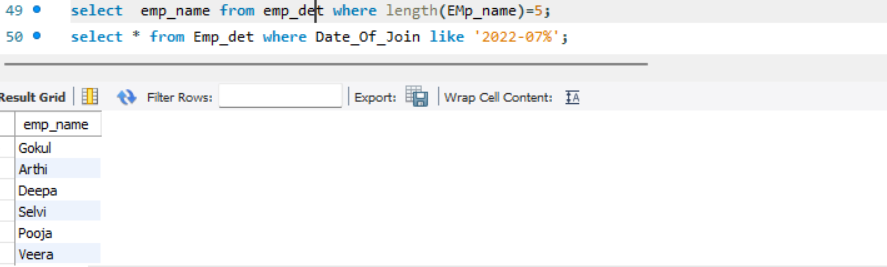 49 select emp_name from emp_det where length(EMp_name)=5;
50 select * from Emp_det where Date_Of_Join like '2022-07%';
Result Grid Filter Rows: Export: Wrap Cell Content: IA
emp_name
Gokul
Arthi
Deepa
Selvi
Pooja
Veera